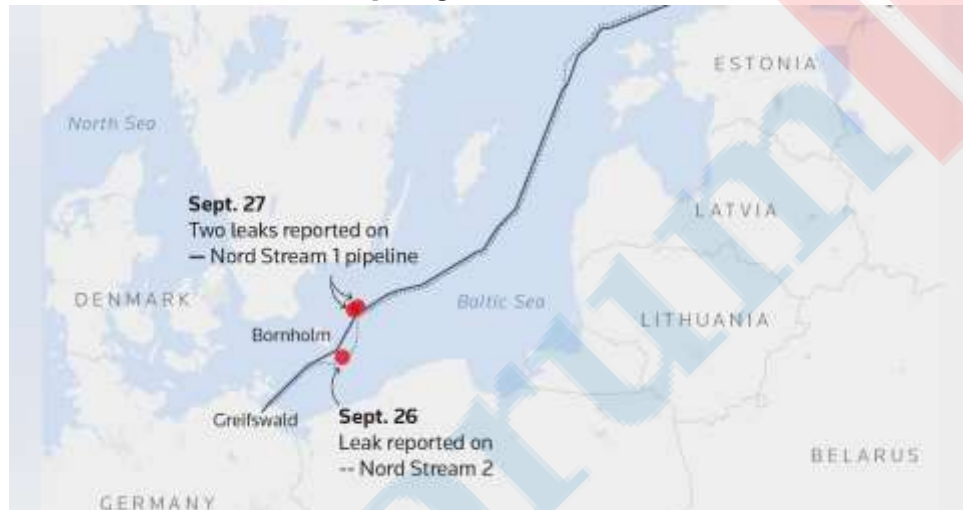 ESTONIA
North Sea
Sept. 27
Two leaks reported on
— Nord Stream 1 pipeline
LATVIA
DENMARK
Baltic Sea
LITHUANIA
Bornholm
Greifswald
Sept. 26
Leak reported on
-- Nord Stream 2
BELARUS
GERMANY